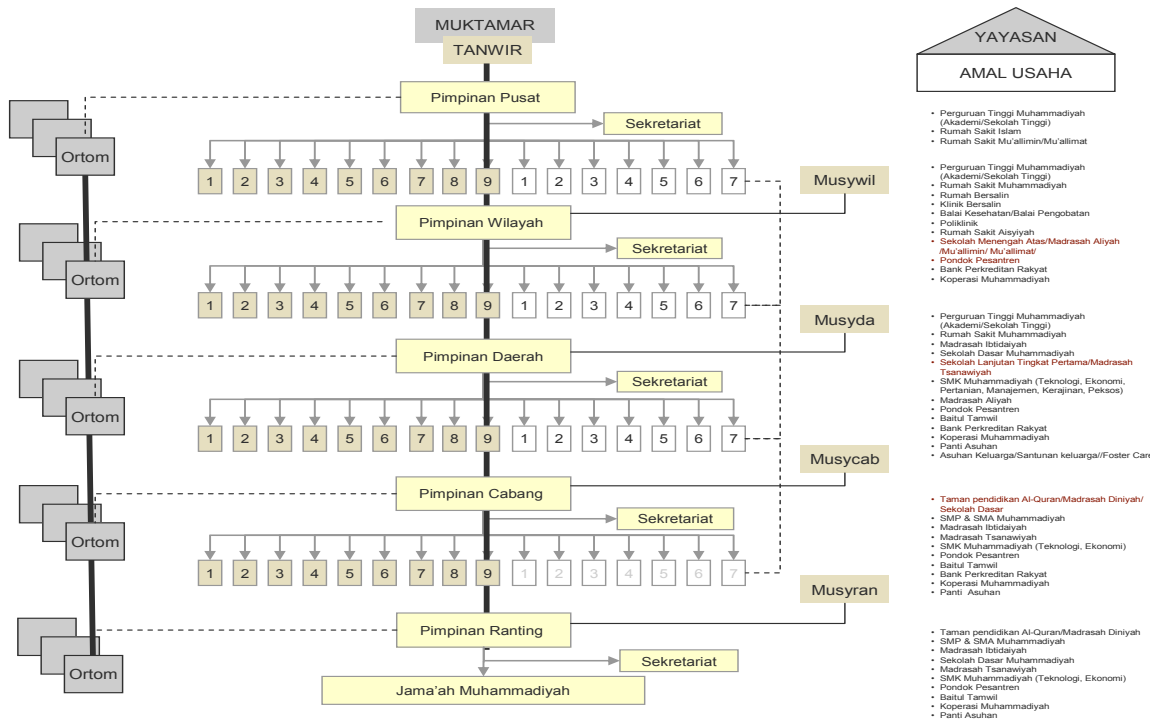 MUKTAMAR
TANWIR
Pimpinan Pusat
Sekretariat
Ortom
1 2 3 4 5 6 7 8 9 1 2 3 4 5 6 7
Musywil
Pimpinan Wilayah
Sekretariat
Ortom
1 2 3 4 5 6 7 8 9 1 2 3 4 5 6 7
Musyda
Pimpinan Daerah
Sekretariat
Ortom
1 2 3 4 5 6 7 8 9 1 2 3 4 5 6 7
Musycab
Pimpinan Cabang
Sekretariat
Ortom
1 2 3 4 5 6 7 8 9 1 2 3 4 5 6 7
Musyran
Pimpinan Ranting
Sekretariat
Ortom
Jama'ah Muhammadiyah
YAYASAN
AMAL USAHA
• Perguruan Tinggi Muhammadiyah
(Akademi/Sekolah Tinggi)
• Rumah Sakit Islam
• Rumah Sakit Mu'allimin/Mu'allimat
• Perguruan Tinggi Muhammadiyah
(Akademi/Sekolah Tinggi)
• Rumah Sakit Muhammadiyah
• Rumah Bersalin
• Klinik Bersalin
• Balai Kesehatan/Balai Pengobatan
• Poliklinik
• Rumah Sakit Aisyiyah
• Sekolah Menengah Atas/Madrasah Aliyah
/Mu'allimin/ Mu'allimat/
• Pondok Pesantren
• Bank Perkreditan Rakyat
• Koperasi Muhammadiyah
• Perguruan Tinggi Muhammadiyah
(Akademi/Sekolah Tinggi)
• Rumah Sakit Muhammadiyah
• Madrasah Ibtidaiyah
• Sekolah Dasar Muhammadiyah
• Sekolah Lanjutan Tingkat Pertama/Madrasah
Tsanawiyah
• SMK Muhammadiyah (Teknologi, Ekonomi,
Pertanian, Manajemen, Kerajinan, Peksos)
• Madrasah Aliyah
• Pondok Pesantren
• Baitul Tamwil
• Bank Perkreditan Rakyat
• Koperasi Muhammadiyah
• Panti Asuhan
• Asuhan Keluarga/Santunan keluarga//Foster Care
• Taman pendidikan Al-Quran/Madrasah Diniyah/
Sekolah Dasar
• SMP & SMA Muhammadiyah
• Madrasah Ibtidaiyah
• Madrasah Tsanawiyah
• SMK Muhammadiyah (Teknologi, Ekonomi)
• Pondok Pesantren
• Baitul Tamwil
• Bank Perkreditan Rakyat
• Koperasi Muhammadiyah
• Panti Asuhan
• Taman pendidikan Al-Quran/Madrasah Diniyah
• SMP & SMA Muhammadiyah
• Madrasah Ibtidaiyah
• Sekolah Dasar Muhammadiyah
• Madrasah Tsanawiyah
• SMK Muhammadiyah (Teknologi, Ekonomi)
• Pondok Pesantren
• Baitul Tamwil
• Koperasi Muhammadiyah
• Panti Asuhan